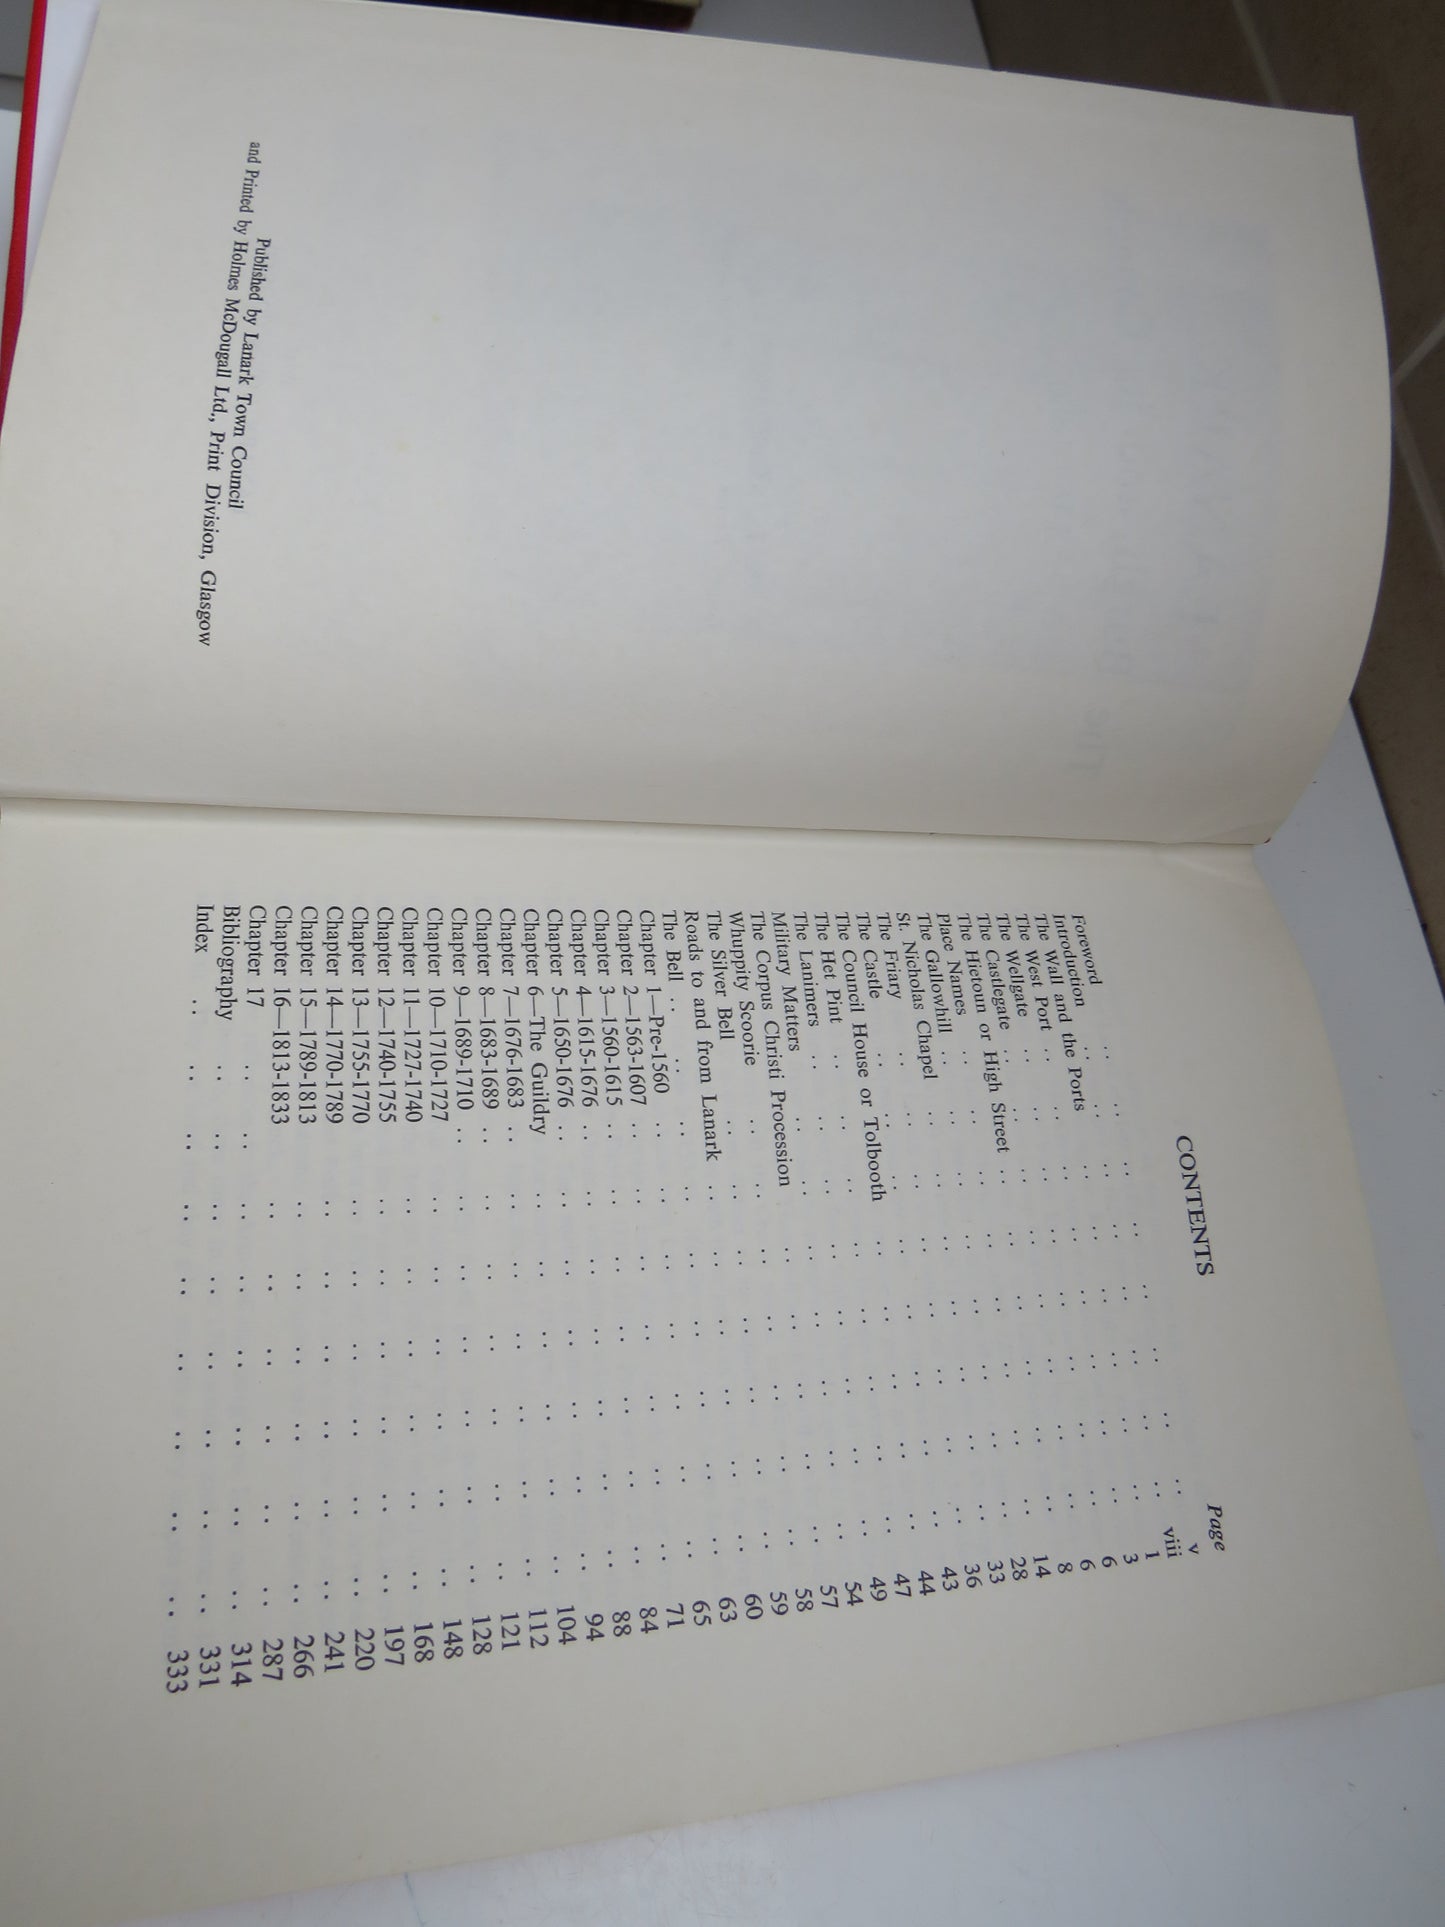 Published by Lanark Town Council
and Printed by Holmes McDougall Ltd., Print Division, Glasgow
CONTENTS
Page
Foreword .. .. .. .. .. .. .. .. v
Introduction .. .. .. .. .. .. .. .. viii
The Wall and the Ports .. .. .. .. .. .. 1
The West Port .. .. .. .. .. .. .. 3
The Wellgate .. .. .. .. .. .. .. 6
The Castlegate .. .. .. .. .. .. .. 6
The Hietoun or High Street .. .. .. .. .. .. 8
Place Names .. .. .. .. .. .. .. 14
The Gallowhill .. .. .. .. .. .. .. 28
St. Nicholas Chapel .. .. .. .. .. .. 33
The Friary .. .. .. .. .. .. .. 36
The Castle .. .. .. .. .. .. .. 43
The Council House or Tolbooth .. .. .. .. .. 44
The Het Pint .. .. .. .. .. .. .. 47
The Lanimers .. .. .. .. .. .. .. 49
Military Matters .. .. .. .. .. .. .. 54
The Corpus Christi Procession .. .. .. .. .. 57
Whuppity Scoorie .. .. .. .. .. .. .. 58
The Silver Bell .. .. .. .. .. .. .. 59
Roads to and from Lanark .. .. .. .. .. .. 60
The Bell .. .. .. .. .. .. .. .. 63
Chapter 1—Pre-1560 .. .. .. .. .. .. .. 65
Chapter 2—1563-1607 .. .. .. .. .. .. .. 71
Chapter 3—1560-1615 .. .. .. .. .. .. .. 84
Chapter 4—1615-1676 .. .. .. .. .. .. .. 88
Chapter 5—1650-1676 .. .. .. .. .. .. .. 94
Chapter 6—The Guildry .. .. .. .. .. .. 104
Chapter 7—1676-1683 .. .. .. .. .. .. .. 112
Chapter 8—1683-1689 .. .. .. .. .. .. .. 121
Chapter 9—1689-1710 .. .. .. .. .. .. .. 128
Chapter 10—1710-1727 .. .. .. .. .. .. 148
Chapter 11—1727-1740 .. .. .. .. .. .. 168
Chapter 12—1740-1755 .. .. .. .. .. .. 197
Chapter 13—1755-1770 .. .. .. .. .. .. 220
Chapter 14—1770-1789 .. .. .. .. .. .. 241
Chapter 15—1789-1813 .. .. .. .. .. .. 266
Chapter 16—1813-1833 .. .. .. .. .. .. 287
Chapter 17 .. .. .. .. .. .. .. .. 314
Bibliography .. .. .. .. .. .. .. .. 331
Index .. .. .. .. .. .. .. .. .. 333